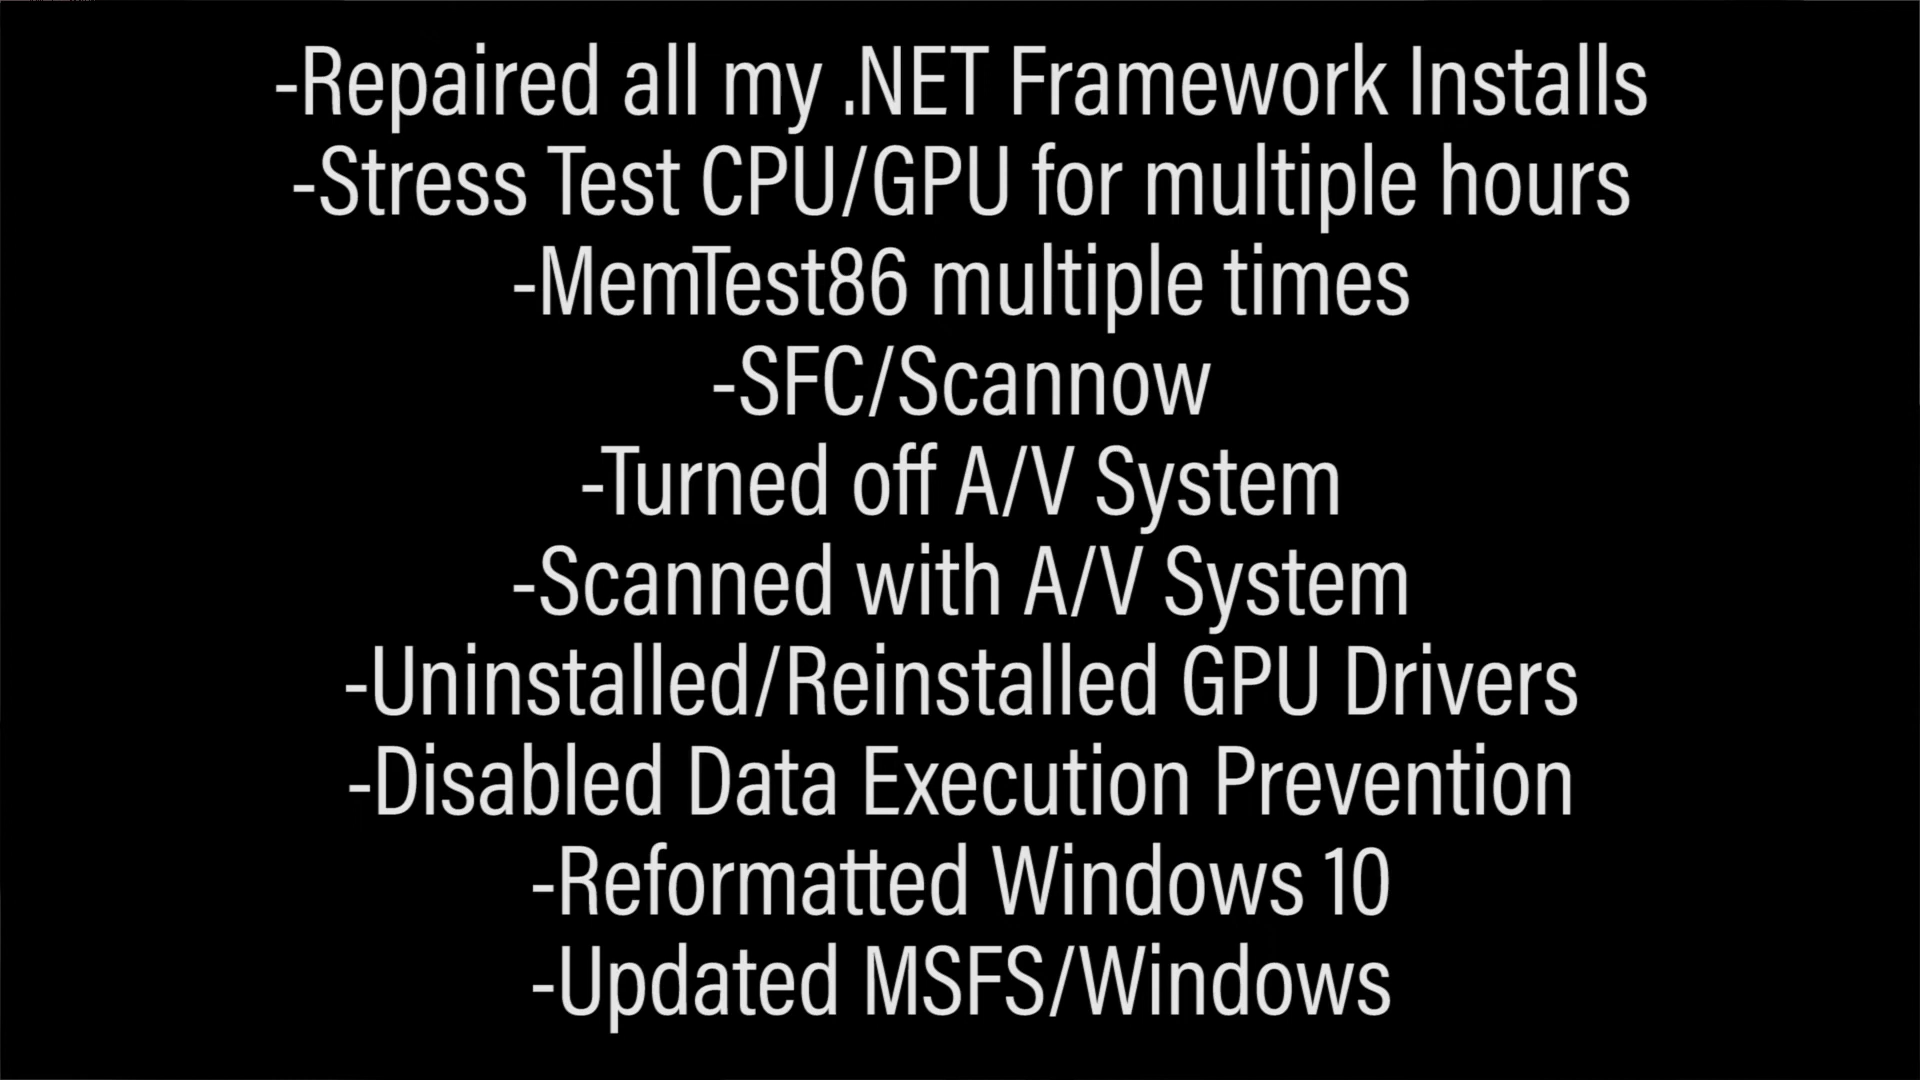 -Repaired all my .NET Framework Installs
-Stress Test CPU/GPU for multiple hours
-MemTest86 multiple times
-SFC/Scannow
-Turned off A/V System
-Scanned with A/V System
-Uninstalled/Reinstalled GPU Drivers
-Disabled Data Execution Prevention
-Reformatted Windows 10
-Updated MSFS/Windows